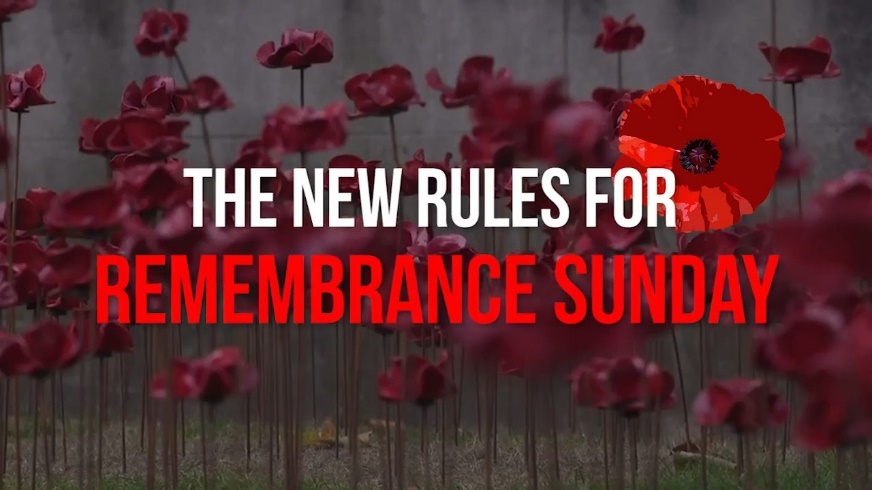 THE NEW RULES FOR
REMEMBRANCE SUNDAY